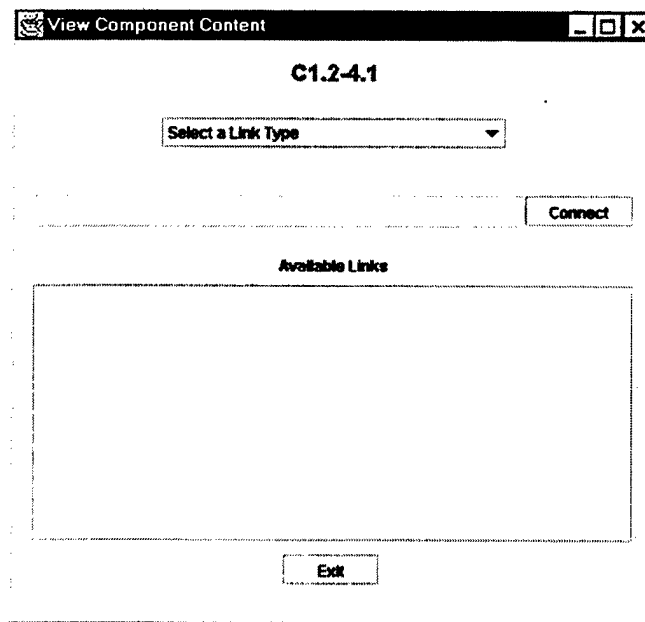 View Component Content
C1.2-4.1
Select a Link Type
Connect
Available Links
Exit